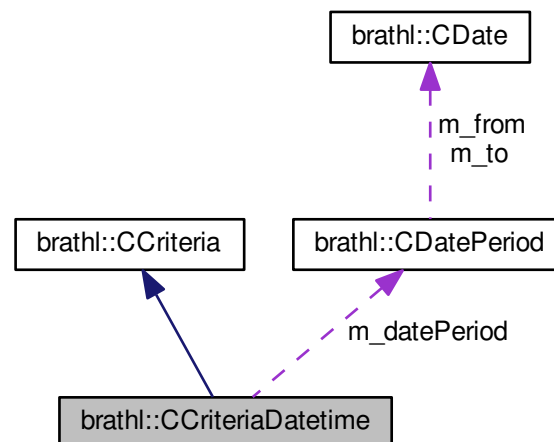 brathl::CDate
m_from
m_to
brathl::CCriteria
brathl::CDatePeriod
m_datePeriod
brathl::CCriteriaDatetime